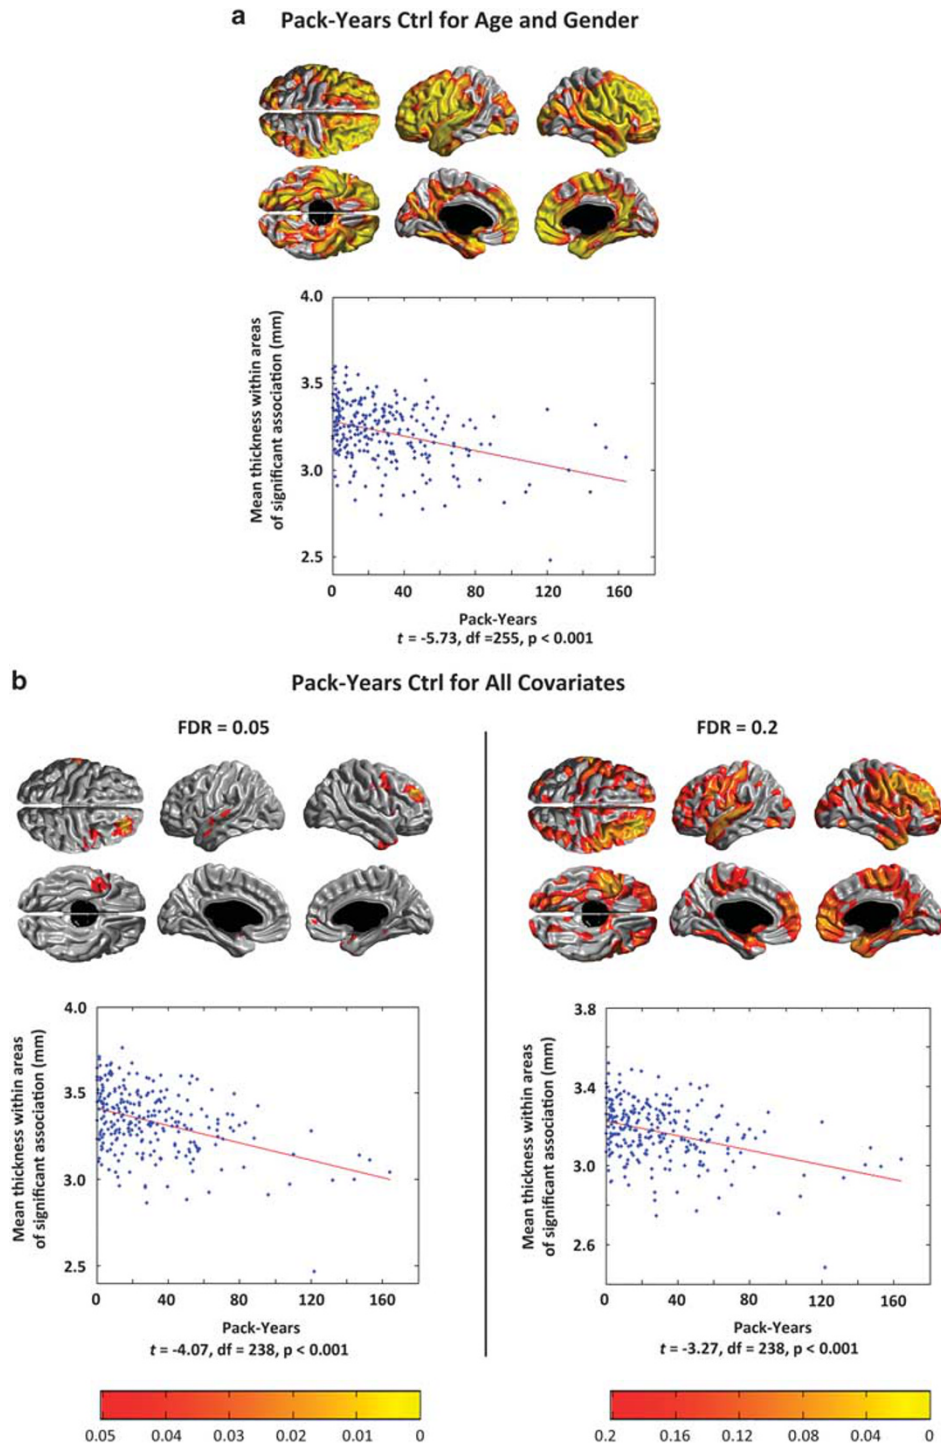 a Pack-Years Ctrl for Age and Gender
Mean thickness within areas
of significant association (mm)
4.0
3.5
3.0
2.5
0 40 80 120 160
Pack-Years
t = -5.73, df =255, p < 0.001
b Pack-Years Ctrl for All Covariates
FDR = 0.05
Mean thickness within areas
of significant association (mm)
4.0
3.5
3.0
2.5
0 40 80 120 160
Pack-Years
t = -4.07, df = 238, p < 0.001
0.05 0.04 0.03 0.02 0.01 0
FDR = 0.2
Mean thickness within areas
of significant association (mm)
3.8
3.4
3.0
2.6
0 40 80 120 160
Pack-Years
t = -3.27, df = 238, p < 0.001
0.2 0.16 0.12 0.08 0.04 0